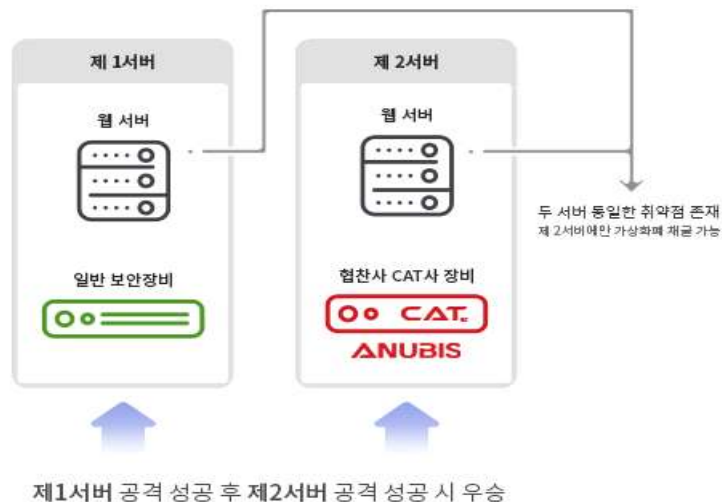 제 1서버
제 2서버
웹 서버
웹 서버
두 서버 동일한 취약점 존재
제 2서버에만 가상화폐 채굴 가능
일반 보안장비
협찬사 CAT사 장비
CAT.
ANUBIS
제1서버 공격 성공 후 제2서버 공격 성공 시 우승